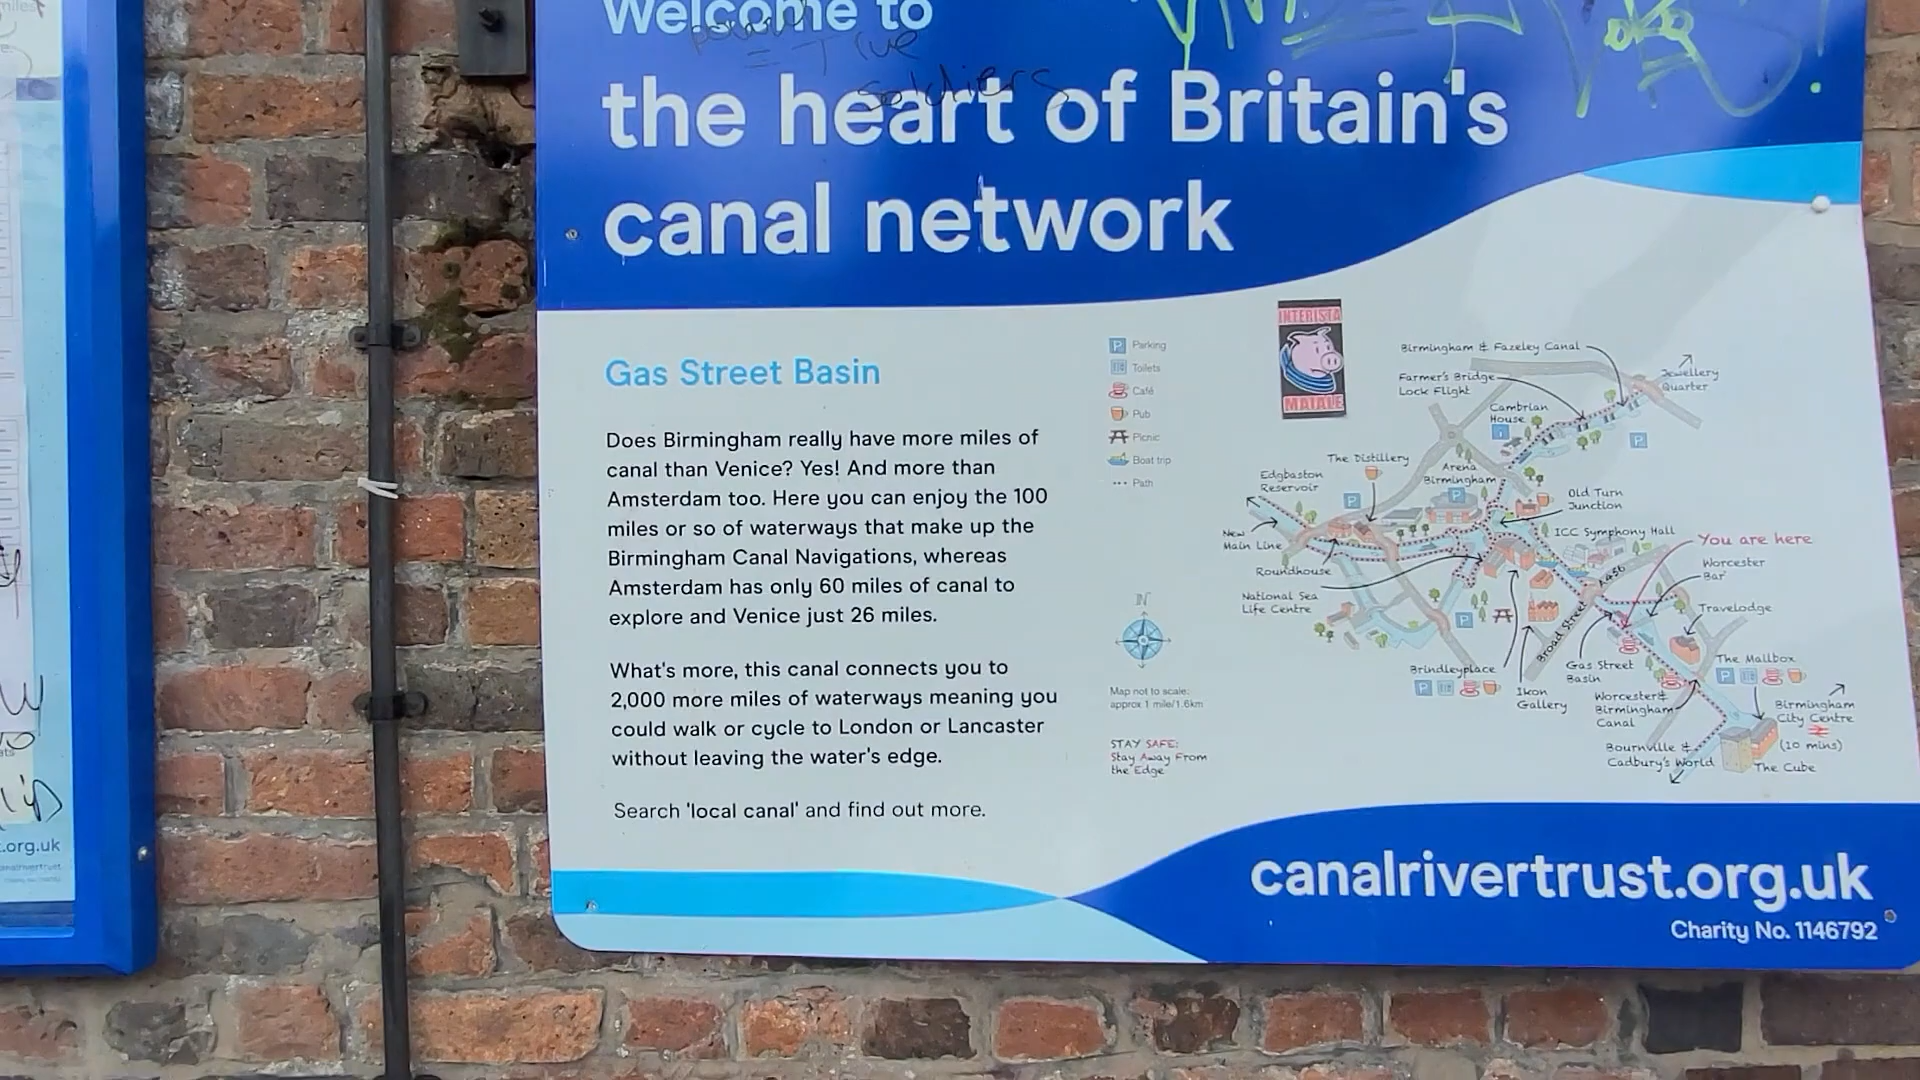 Welcome to
the heart of Britain's
canal network
Soldiers
Gas Street Basin
Does Birmingham really have more miles of
canal than Venice? Yes! And more than
Amsterdam too. Here you can enjoy the 100
miles or so of waterways that make up the
Birmingham Canal Navigations, whereas
Amsterdam has only 60 miles of canal to
explore and Venice just 26 miles.
What's more, this canal connects you to
2,000 more miles of waterways meaning you
could walk or cycle to London or Lancaster
without leaving the water's edge.
Search 'local canal' and find out more.
P Parking
Toilets
Café
Pub
Picnic
Boat trip
Path
N
Map not to scale:
approx 1 mile/1.6km
STAY SAFE:
Stay Away From
the Edge
INTERISTA
MAIALE
Birmingham & Fazeley Canal
Jewellery
Quarter
Farmer's Bridge
Lock Flight
Cambrian
House
P
The Distillery
Arena
Birmingham
Edgbaston
Reservoir
P
P
Old Turn
Junction
New
Main Line
ICC Symphony Hall
You are here
Roundhouse
Worcester
Bar
A456
National Sea
Life Centre
Travelodge
P
Broad Street
Brindleyplace
P
Gas Street
Basin
The Mallbox
P
Ikon
Gallery
Worcester &
Birmingham
Canal
Birmingham
City Centre
(10 mins)
Bournville &
Cadbury's World
The Cube
canalrivertrust.org.uk
Charity No. 1146792
.org.uk